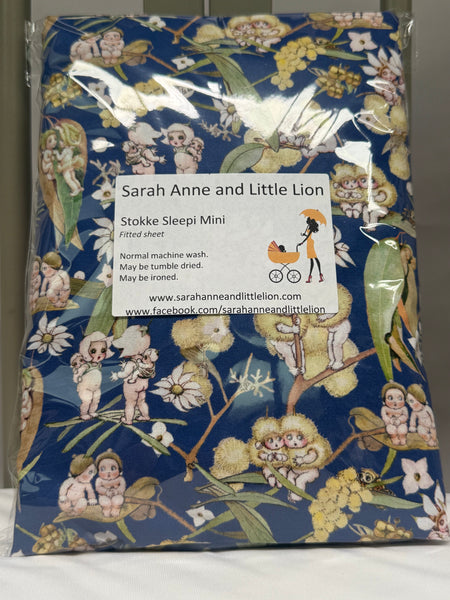 Sarah Anne and Little Lion
Stokke Sleepi Mini
Fitted sheet
Normal machine wash.
May be tumble dried.
May be ironed.
www.sarahanneandlittlelion.com
www.facebook.com/sarahanneandlittlelion